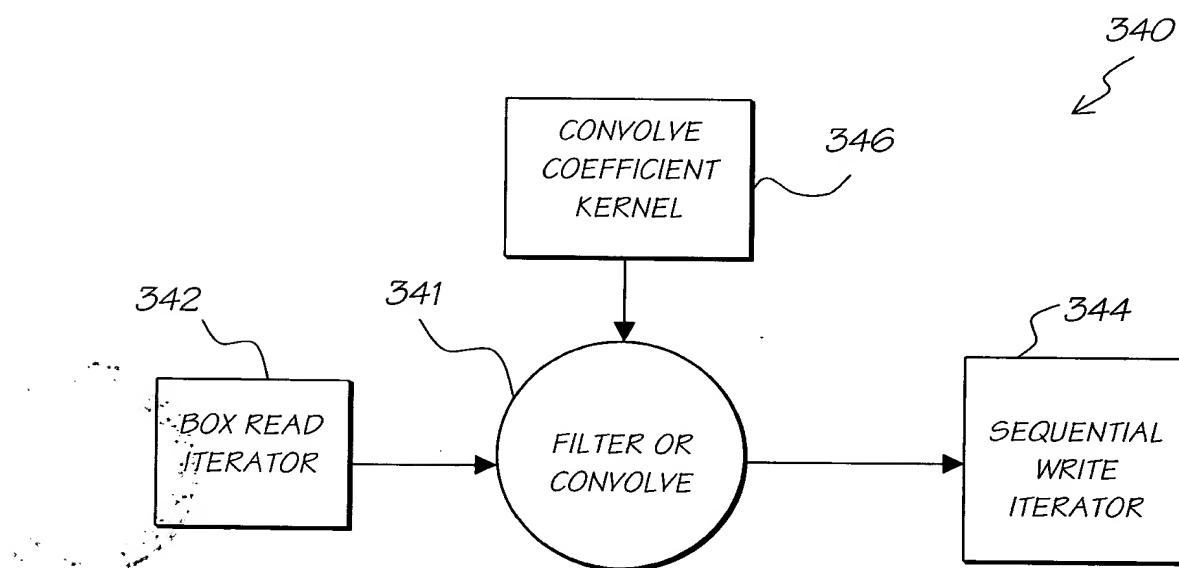 340
CONVOLVE
COEFFICIENT
KERNEL
346
342
341
344
BOX READ
ITERATOR
FILTER OR
CONVOLVE
SEQUENTIAL
WRITE
ITERATOR